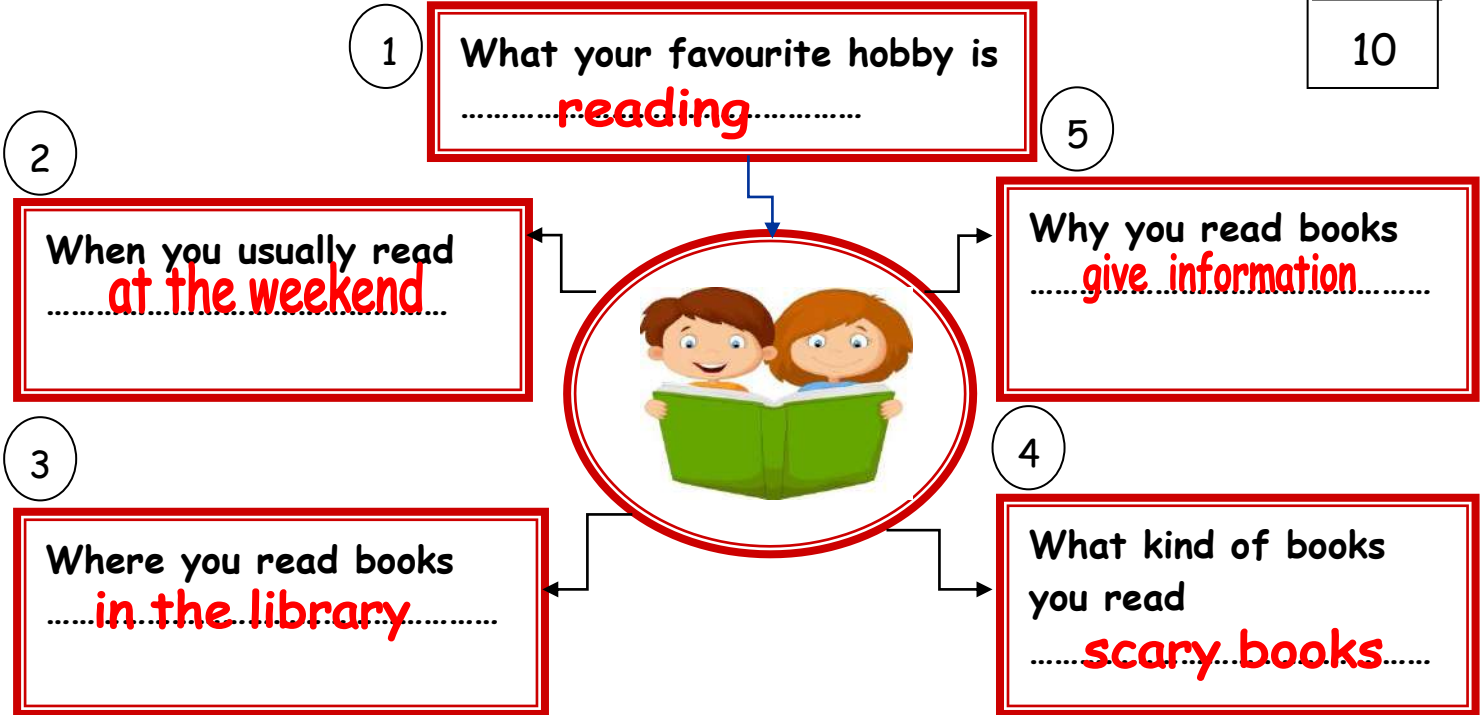 1
What your favourite hobby is
reading
10
2
When you usually read
at the weekend
3
Where you read books
in the library
4
What kind of books
you read
scary books
5
Why you read books
give information